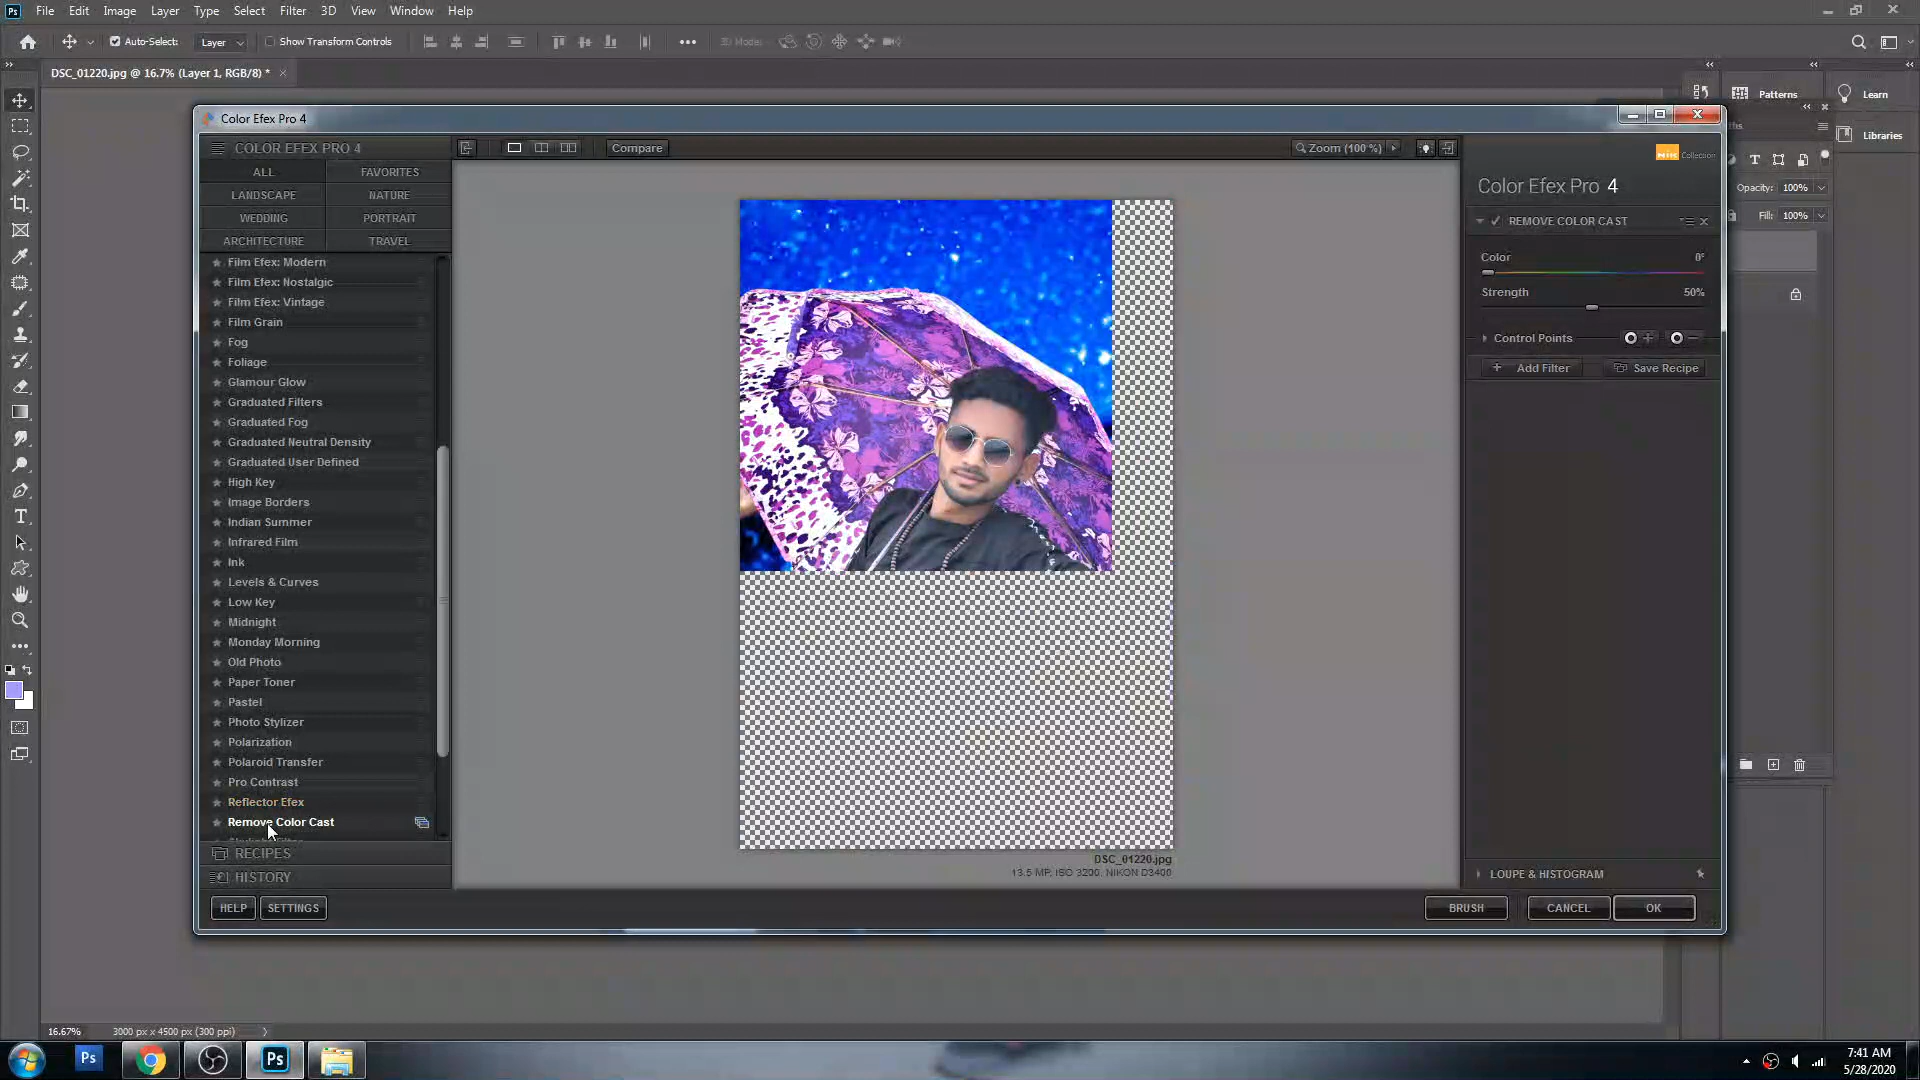 Ps File Edit Image Layer Type Select Filter 3D View Window Help
Auto-Select: Layer Show Transform Controls 3D Mode:
DSC_01220.jpg @ 16.7% (Layer 1, RGB/8) *
Patterns
Learn
Libraries
Opacity: 100%
Fill: 100%
Color Efex Pro 4
COLOR EFEX PRO 4
Compare
Zoom (100 %)
ALL FAVORITES
LANDSCAPE NATURE
WEDDING PORTRAIT
ARCHITECTURE TRAVEL
Film Efex: Modern
Film Efex: Nostalgic
Film Efex: Vintage
Film Grain
Fog
Foliage
Glamour Glow
Graduated Filters
Graduated Fog
Graduated Neutral Density
Graduated User Defined
High Key
Image Borders
Indian Summer
Infrared Film
Ink
Levels & Curves
Low Key
Midnight
Monday Morning
Old Photo
Paper Toner
Pastel
Photo Stylizer
Polarization
Polaroid Transfer
Pro Contrast
Reflector Efex
Remove Color Cast
RECIPES
HISTORY
HELP SETTINGS
DSC_01220.jpg
13.5 MP, ISO 3200, NIKON D3400
Nik Collection
Color Efex Pro 4
REMOVE COLOR CAST
Color 0°
Strength 50%
Control Points
Add Filter Save Recipe
LOUPE & HISTOGRAM
BRUSH CANCEL OK
16.67% 3000 px x 4500 px (300 ppi)
Ps Ps
7:41 AM
5/28/2020